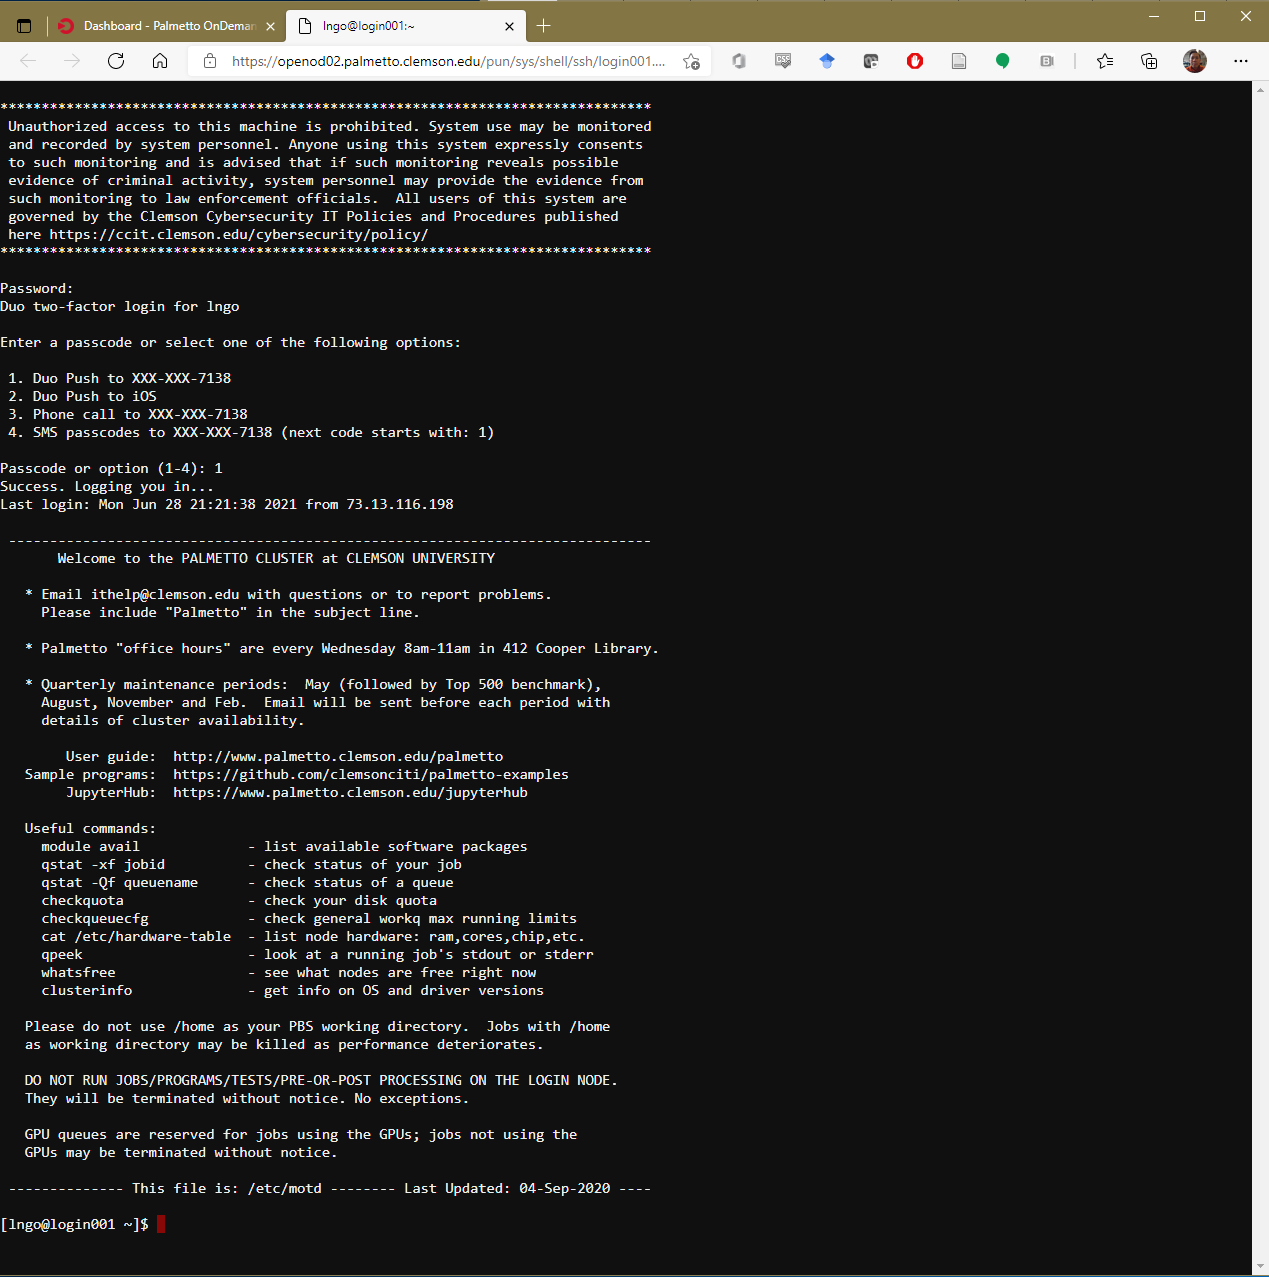 Dashboard - Palmetto OnDeman
lngo@login001:~
https://openod02.palmetto.clemson.edu/pun/sys/shell/ssh/login001....
*******************************************************************************
Unauthorized access to this machine is prohibited. System use may be monitored
and recorded by system personnel. Anyone using this system expressly consents
to such monitoring and is advised that if such monitoring reveals possible
evidence of criminal activity, system personnel may provide the evidence from
such monitoring to law enforcement officials.  All users of this system are
governed by the Clemson Cybersecurity IT Policies and Procedures published
here https://ccit.clemson.edu/cybersecurity/policy/
*******************************************************************************
Password:
Duo two-factor login for lngo
Enter a passcode or select one of the following options:
1. Duo Push to XXX-XXX-7138
2. Duo Push to iOS
3. Phone call to XXX-XXX-7138
4. SMS passcodes to XXX-XXX-7138 (next code starts with: 1)
Passcode or option (1-4): 1
Success. Logging you in...
Last login: Mon Jun 28 21:21:38 2021 from 73.13.116.198
------------------------------------------------------------------------------
Welcome to the PALMETTO CLUSTER at CLEMSON UNIVERSITY
* Email ithelp@clemson.edu with questions or to report problems.
Please include "Palmetto" in the subject line.
* Palmetto "office hours" are every Wednesday 8am-11am in 412 Cooper Library.
* Quarterly maintenance periods:  May (followed by Top 500 benchmark),
August, November and Feb.  Email will be sent before each period with
details of cluster availability.
User guide:  http://www.palmetto.clemson.edu/palmetto
Sample programs:  https://github.com/clemsonciti/palmetto-examples
JupyterHub:  https://www.palmetto.clemson.edu/jupyterhub
Useful commands:
module avail             - list available software packages
qstat -xf jobid          - check status of your job
qstat -Qf queuename      - check status of a queue
checkquota               - check your disk quota
checkqueuecfg            - check general workq max running limits
cat /etc/hardware-table  - list node hardware: ram,cores,chip,etc.
qpeek                    - look at a running job's stdout or stderr
whatsfree                - see what nodes are free right now
clusterinfo              - get info on OS and driver versions
Please do not use /home as your PBS working directory.  Jobs with /home
as working directory may be killed as performance deteriorates.
DO NOT RUN JOBS/PROGRAMS/TESTS/PRE-OR-POST PROCESSING ON THE LOGIN NODE.
They will be terminated without notice. No exceptions.
GPU queues are reserved for jobs using the GPUs; jobs not using the
GPUs may be terminated without notice.
-------------- This file is: /etc/motd -------- Last Updated: 04-Sep-2020 ----
[lngo@login001 ~]$